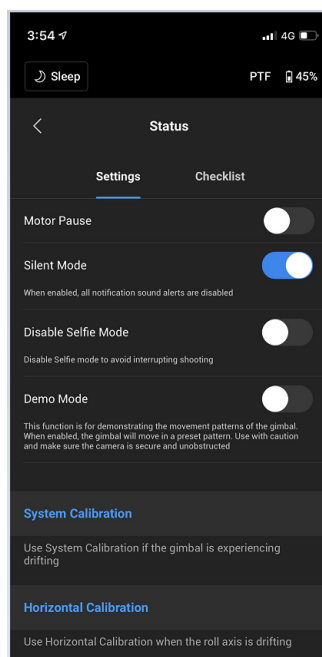 3:54
4G
Sleep
PTF
45%
Status
Settings
Checklist
Motor Pause
Silent Mode
When enabled, all notification sound alerts are disabled
Disable Selfie Mode
Disable Selfie mode to avoid interrupting shooting
Demo Mode
This function is for demonstrating the movement patterns of the gimbal.
When enabled, the gimbal will move in a preset pattern. Use with caution
and make sure the camera is secure and unobstructed
System Calibration
Use System Calibration if the gimbal is experiencing
drifting
Horizontal Calibration
Use Horizontal Calibration when the roll axis is drifting